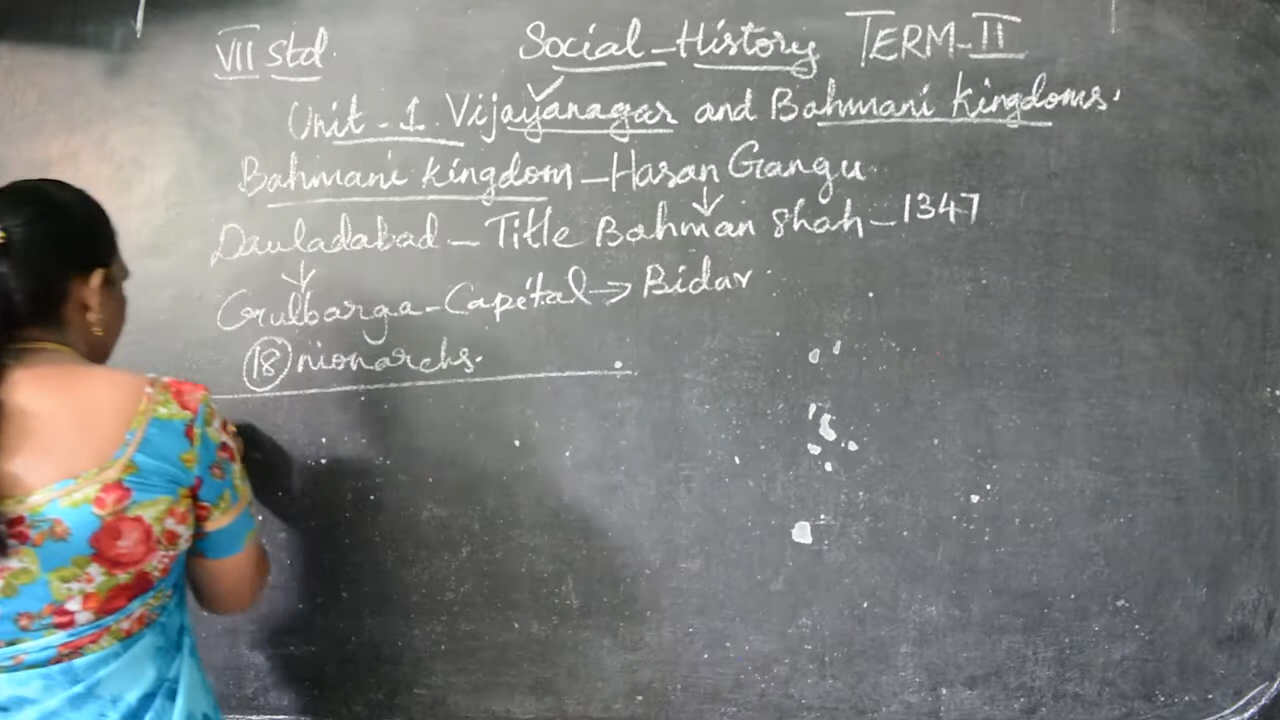 VII Std. Social-History TERM-II
Unit-1. Vijayanagar and Bahmani Kingdoms.
Bahmani kingdom-Hasan Gangu
Dauladabad-Title Bahman Shah-1347
Gulbarga-Capital→Bidar
18 monarchs.